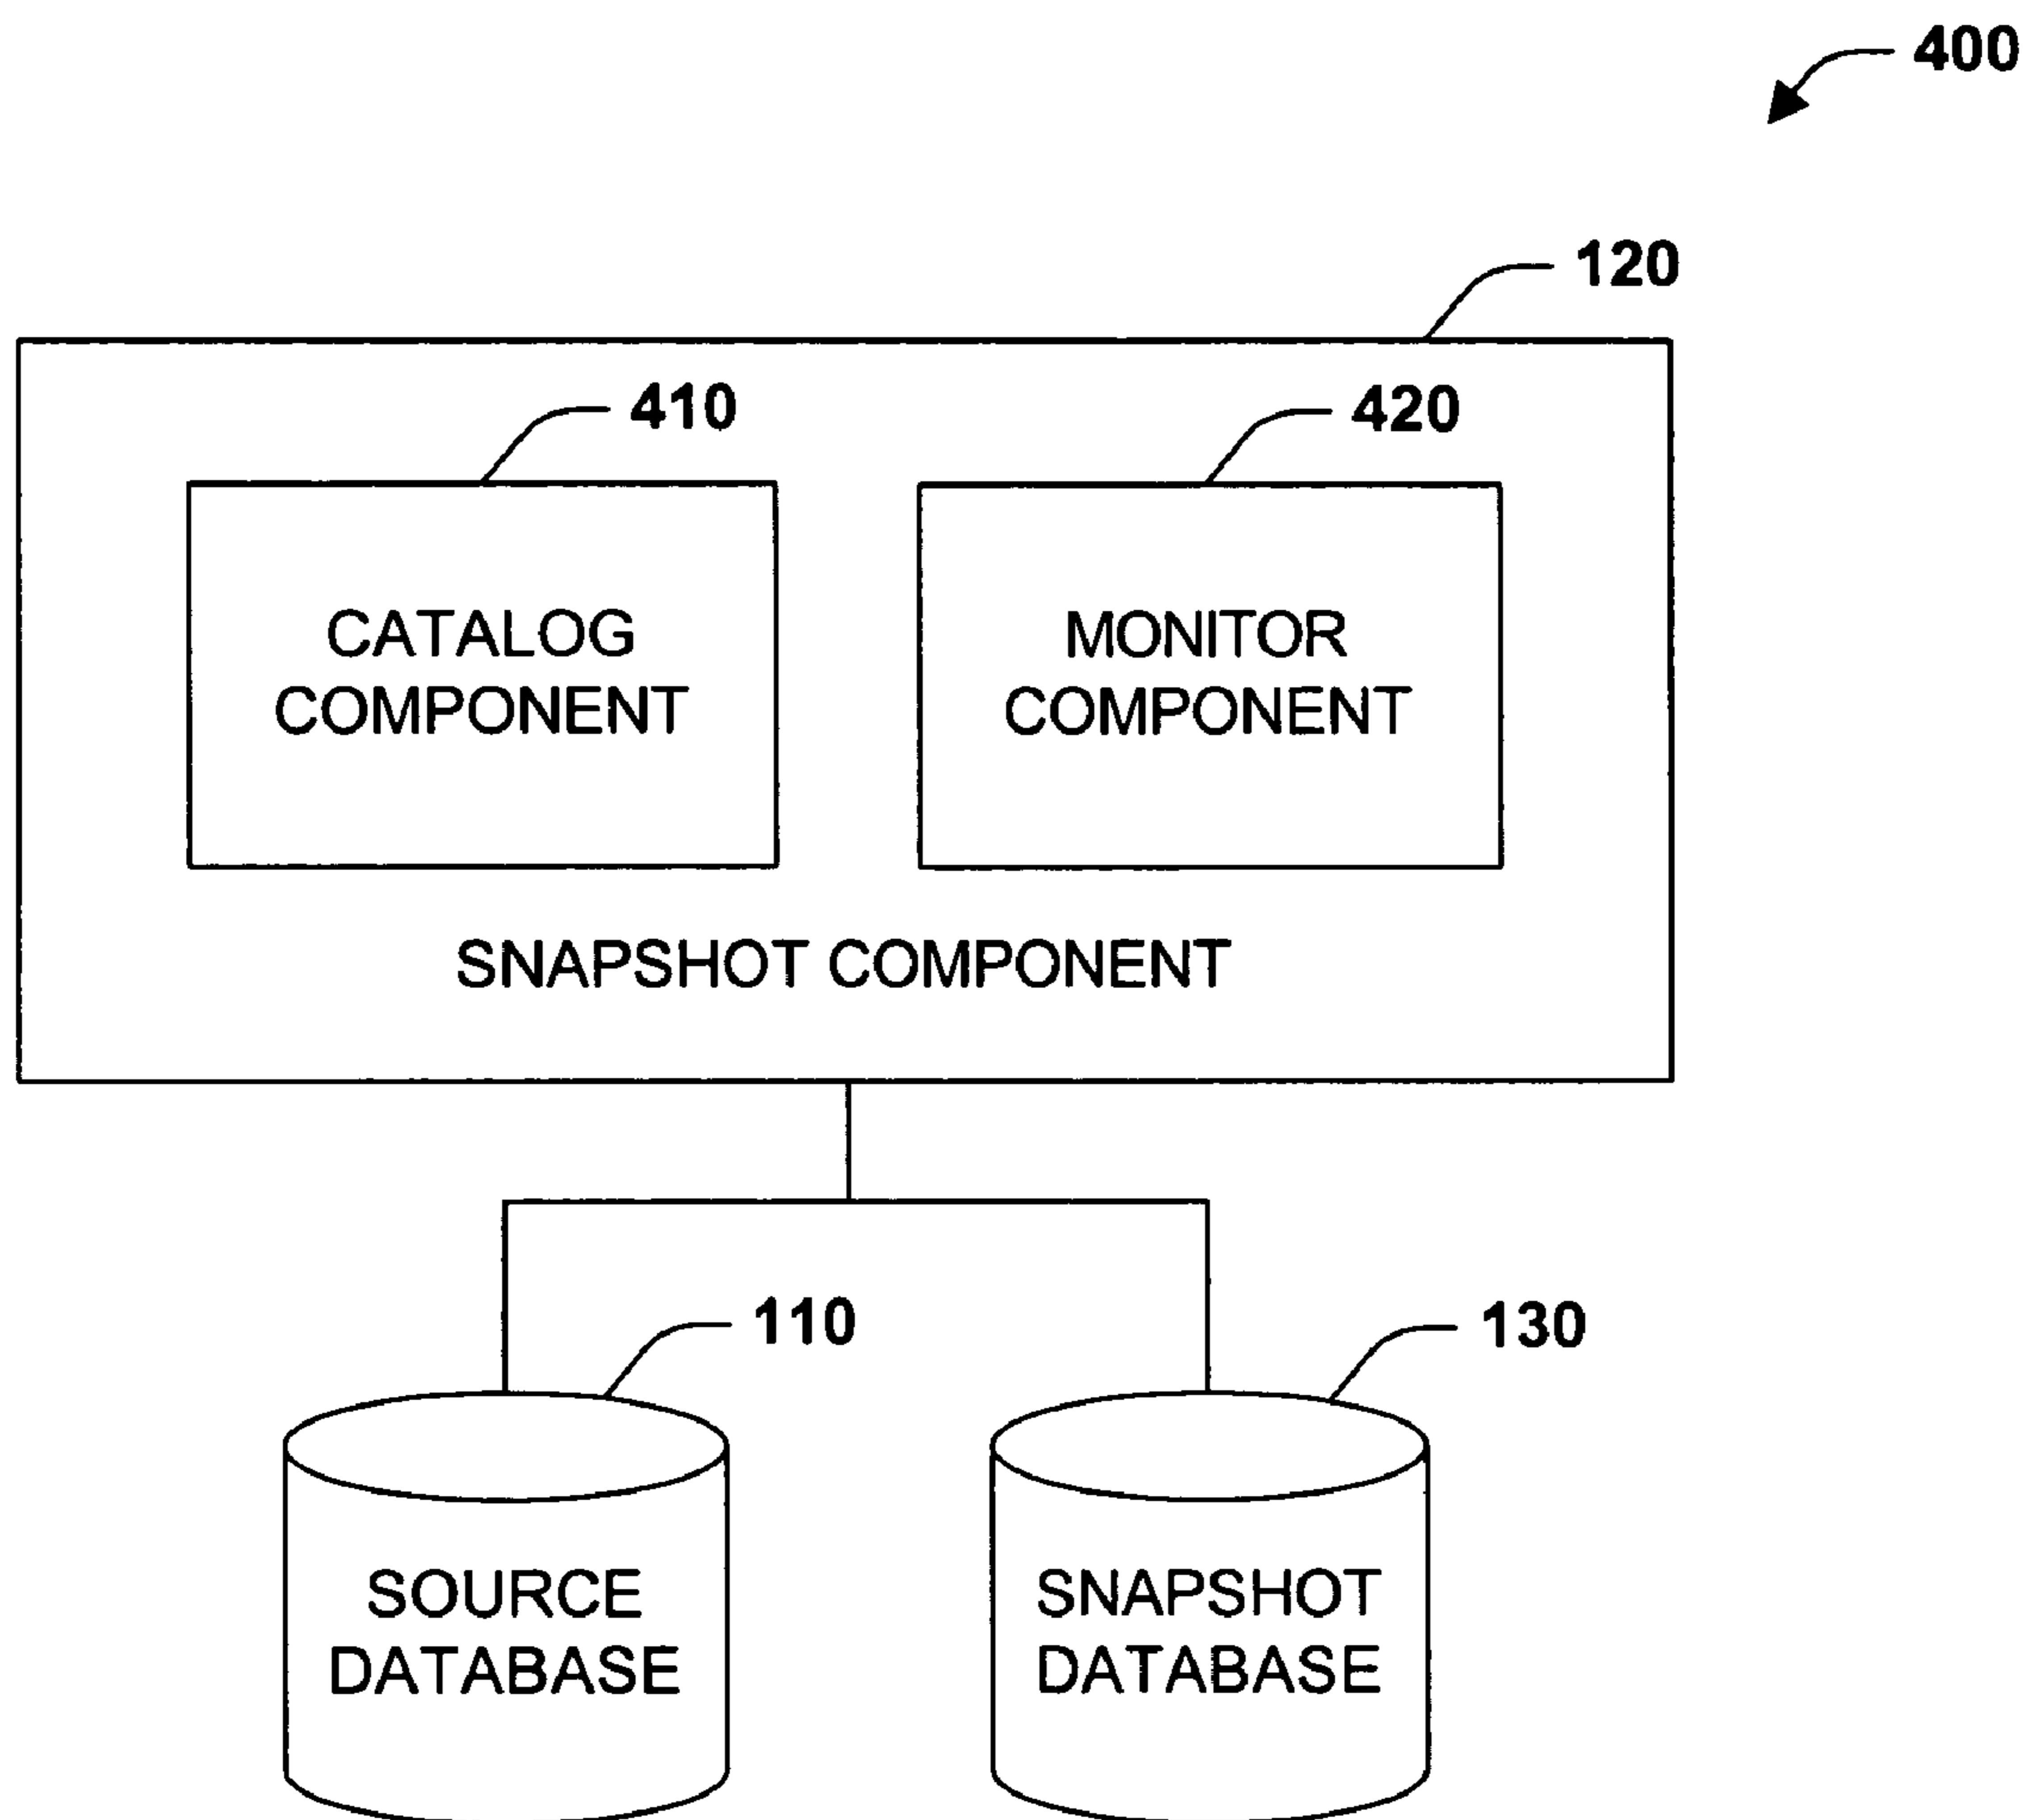 400
120
410
420
CATALOG
COMPONENT
MONITOR
COMPONENT
SNAPSHOT COMPONENT
110
130
SOURCE
DATABASE
SNAPSHOT
DATABASE